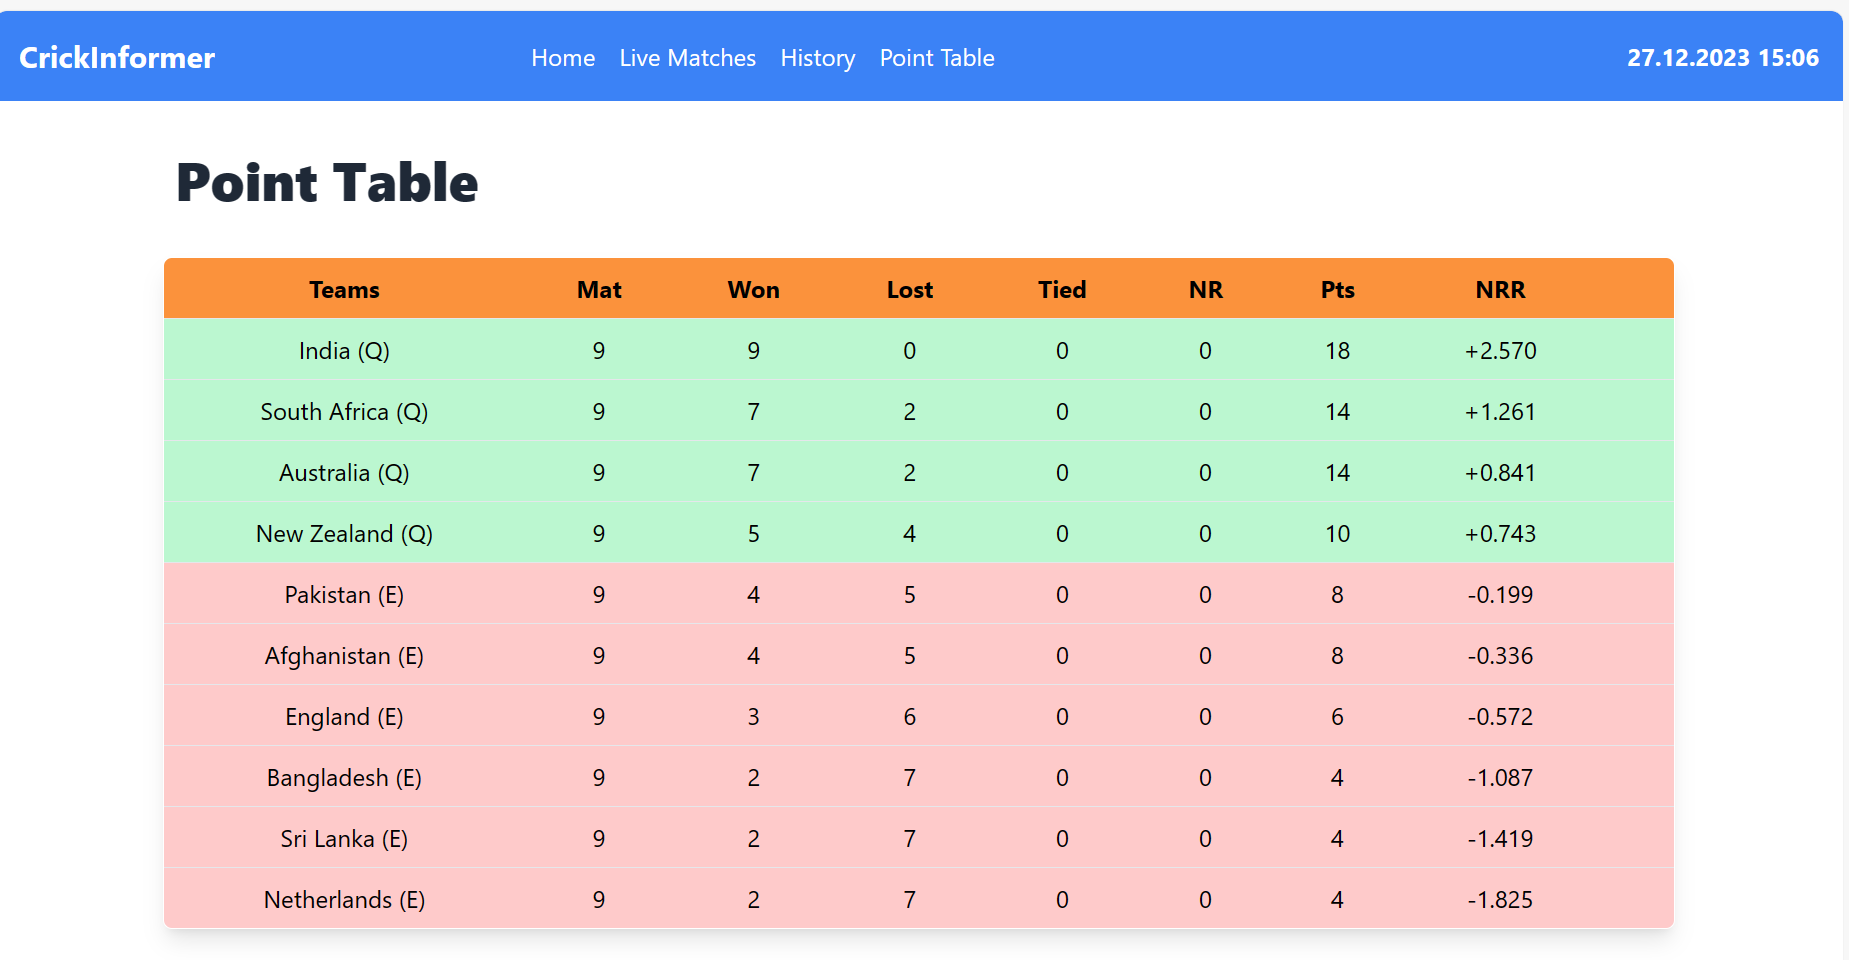 CrickInformer Home Live Matches History Point Table 27.12.2023 15:06
Point Table
Teams Mat Won Lost Tied NR Pts NRR
India (Q) 9 9 0 0 0 18 +2.570
South Africa (Q) 9 7 2 0 0 14 +1.261
Australia (Q) 9 7 2 0 0 14 +0.841
New Zealand (Q) 9 5 4 0 0 10 +0.743
Pakistan (E) 9 4 5 0 0 8 -0.199
Afghanistan (E) 9 4 5 0 0 8 -0.336
England (E) 9 3 6 0 0 6 -0.572
Bangladesh (E) 9 2 7 0 0 4 -1.087
Sri Lanka (E) 9 2 7 0 0 4 -1.419
Netherlands (E) 9 2 7 0 0 4 -1.825